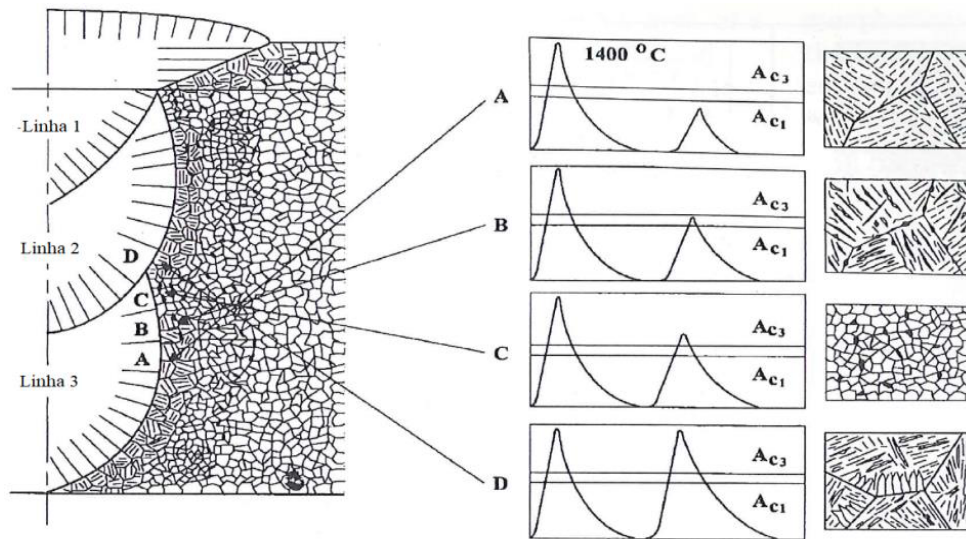 -Linha 1
Linha 2
D
C
B
A
Linha 3
A
1400 °C
Ac3
Ac1
B
Ac3
Ac1
C
Ac3
Ac1
D
Ac3
Ac1